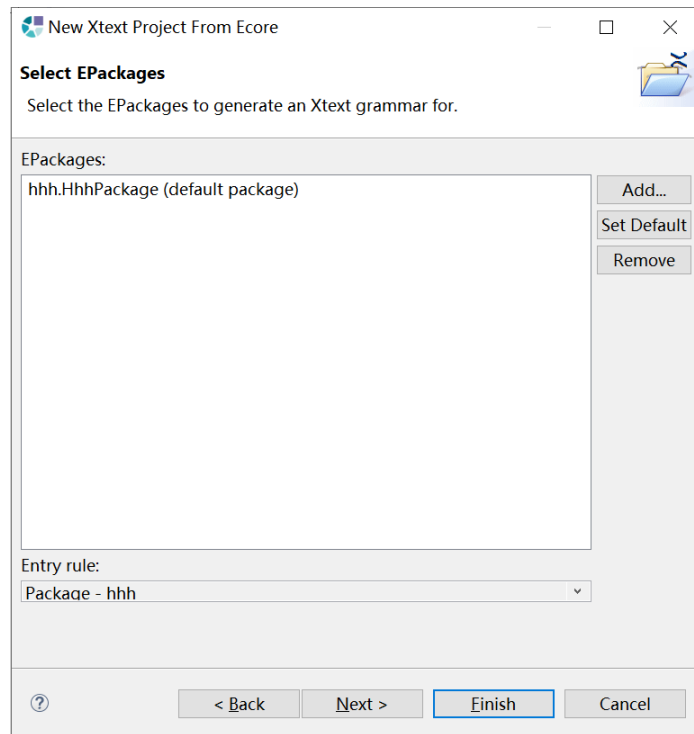 New Xtext Project From Ecore
Select EPackages
Select the EPackages to generate an Xtext grammar for.
EPackages:
hhh.HhhPackage (default package)
Add...
Set Default
Remove
Entry rule:
Package - hhh
?
< Back
Next >
Finish
Cancel